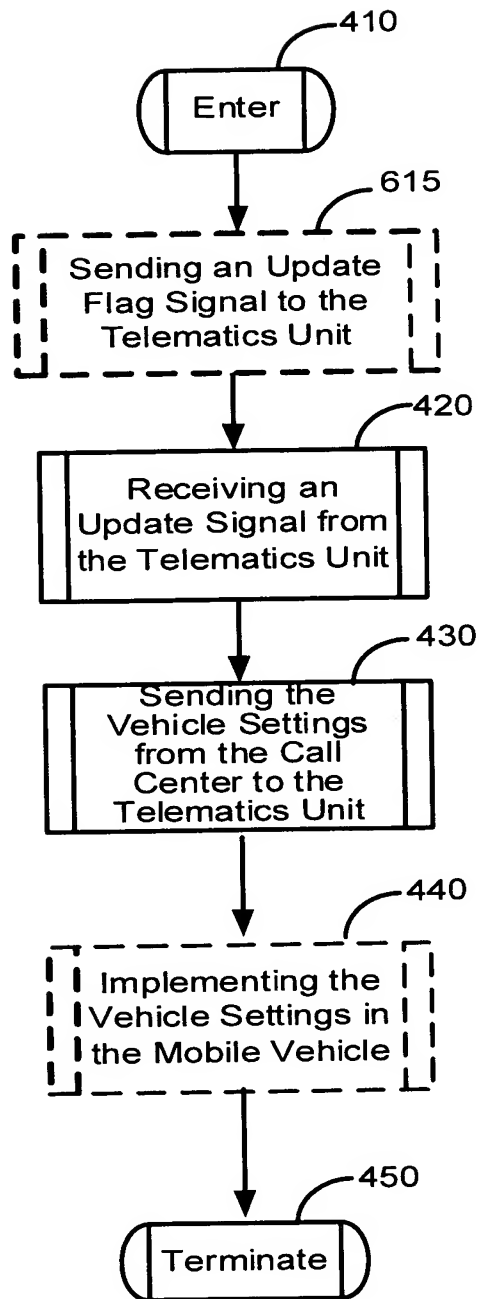 410
Enter
615
Sending an Update
Flag Signal to the
Telematics Unit
420
Receiving an
Update Signal from
the Telematics Unit
430
Sending the
Vehicle Settings
from the Call
Center to the
Telematics Unit
440
Implementing the
Vehicle Settings in
the Mobile Vehicle
450
Terminate